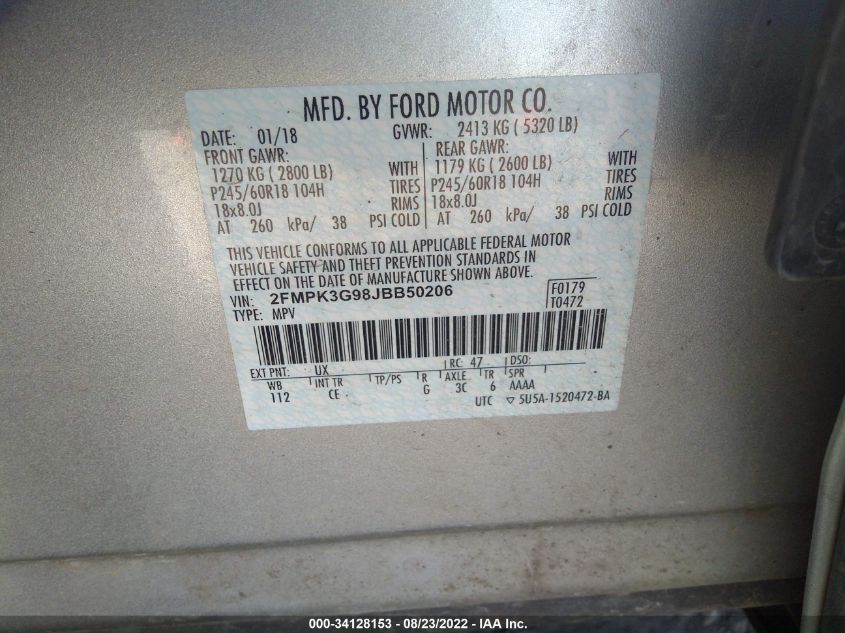 MFD. BY FORD MOTOR CO.
DATE: 01/18 GVWR: 2413 KG ( 5320 LB)
FRONT GAWR: REAR GAWR:
1270 KG ( 2800 LB) WITH 1179 KG ( 2600 LB) WITH
P245/60R18 104H TIRES P245/60R18 104H TIRES
18x8.0J RIMS 18x8.0J RIMS
AT 260 kPa/ 38 PSI COLD AT 260 kPa/ 38 PSI COLD
THIS VEHICLE CONFORMS TO ALL APPLICABLE FEDERAL MOTOR
VEHICLE SAFETY AND THEFT PREVENTION STANDARDS IN
EFFECT ON THE DATE OF MANUFACTURE SHOWN ABOVE.
VIN: 2FMPK3G98JBB50206 F0179
TYPE: MPV T0472
EXT PNT: UX RC: 47 DSO:
WB INT TR TP/PS R AXLE TR SPR
112 CE G 3C 6 AAAA
UTC ▽ 5U5A-1520472-BA
000-34128153 - 08/23/2022 - IAA Inc.